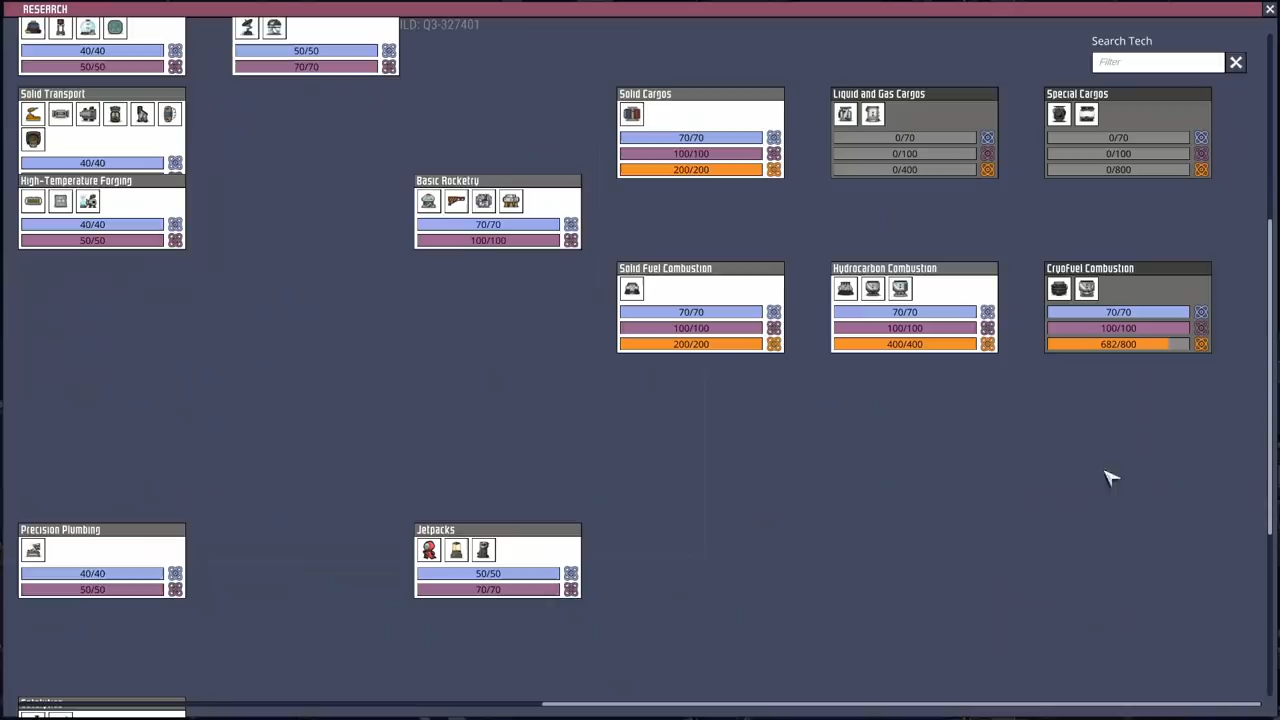 RESEARCH
ILD: Q3-327401
40/40
50/50
50/50
70/70
Search Tech
Filter
Solid Transport
40/40
Solid Cargos
70/70
100/100
200/200
Liquid and Gas Cargos
0/70
0/100
0/400
Special Cargos
0/70
0/100
0/800
High-Temperature Forging
40/40
50/50
Basic Rocketry
70/70
100/100
Solid Fuel Combustion
70/70
100/100
200/200
Hydrocarbon Combustion
70/70
100/100
400/400
CryoFuel Combustion
70/70
100/100
682/800
Precision Plumbing
40/40
50/50
Jetpacks
50/50
70/70